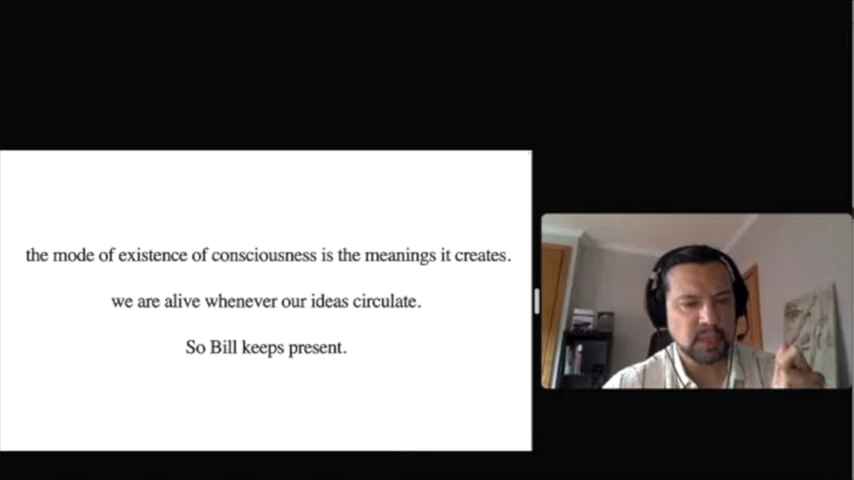 the mode of existence of consciousness is the meanings it creates.
we are alive whenever our ideas circulate.
So Bill keeps present.